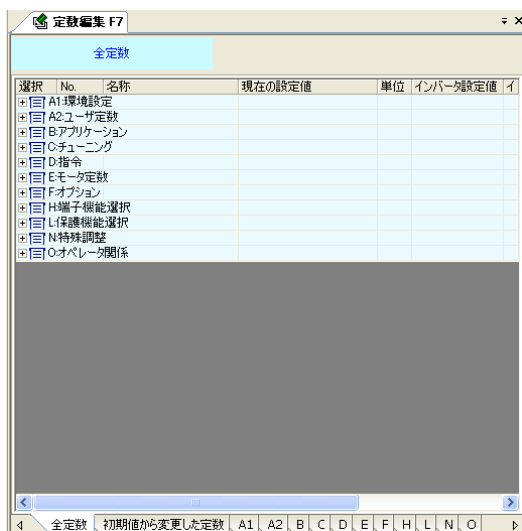 定数編集 F7
全定数
選択 No. 名称 現在の設定値 単位 インバータ設定値 イ
A1:環境設定
A2:ユーザ定数
B:アプリケーション
C:チューニング
D:指令
E:モータ定数
F:オプション
H:端子機能選択
L:保護機能選択
N:特殊調整
O:オペレータ関係
全定数 初期値から変更した定数 A1 A2 B C D E F H L N O